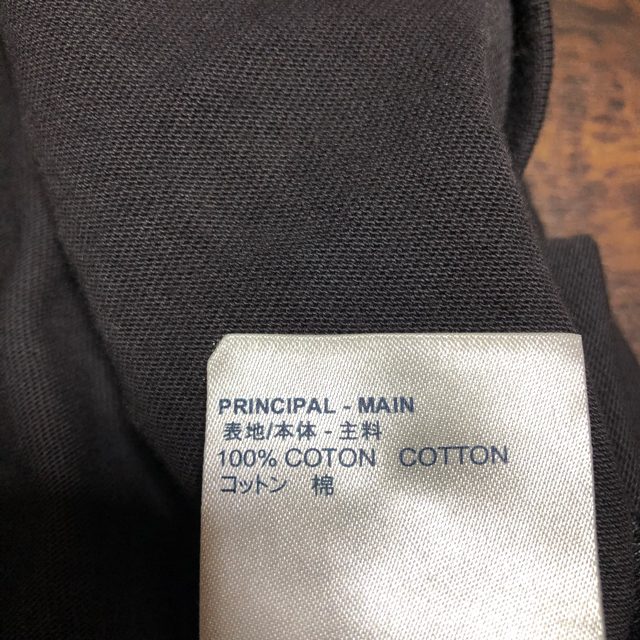 PRINCIPAL - MAIN
表地/本体 - 主料
100% COTON COTTON
コットン 棉